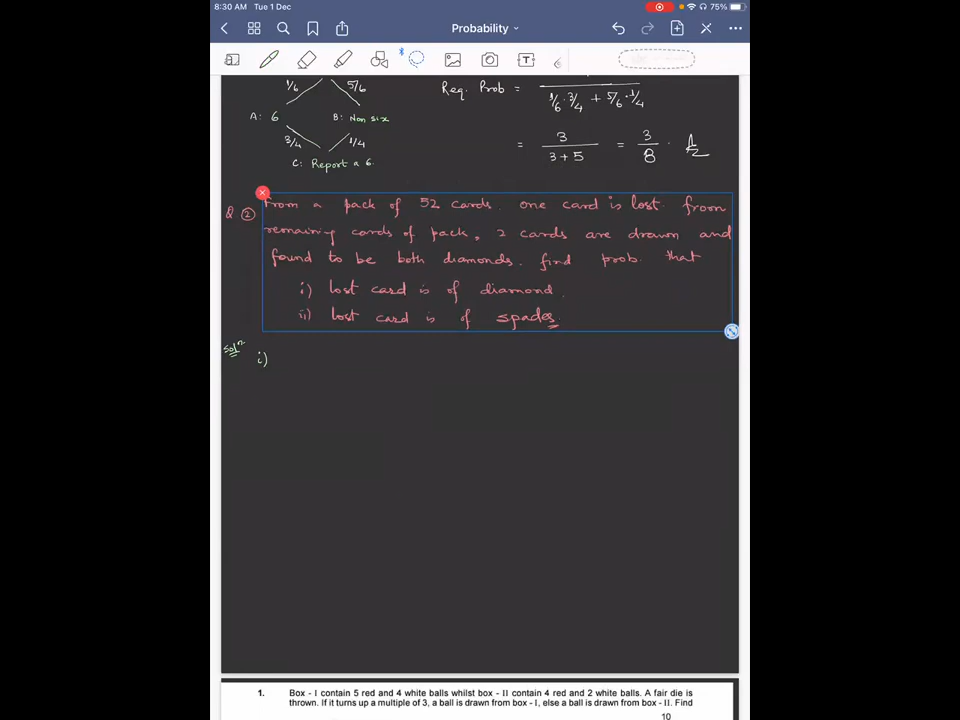 8:30 AM Tue 1 Dec
75%
Probability
1/6 5/6
Req. Prob =
1/6 · 3/4 + 5/6 · 1/4
A: 6 B: Non six
3/4 1/4
= 3 / 3 + 5 = 3 / 8 .
C: Report a 6.
Q 2 From a pack of 52 cards. one card is lost. from
remaining cards of pack, 2 cards are drawn and
found to be both diamonds. find prob. that
i) lost card is of diamond.
ii) lost card is of spades.
Solⁿ. i)
1. Box - I contain 5 red and 4 white balls whilst box - II contain 4 red and 2 white balls. A fair die is
thrown. If it turns up a multiple of 3, a ball is drawn from box - I, else a ball is drawn from box - II. Find
10